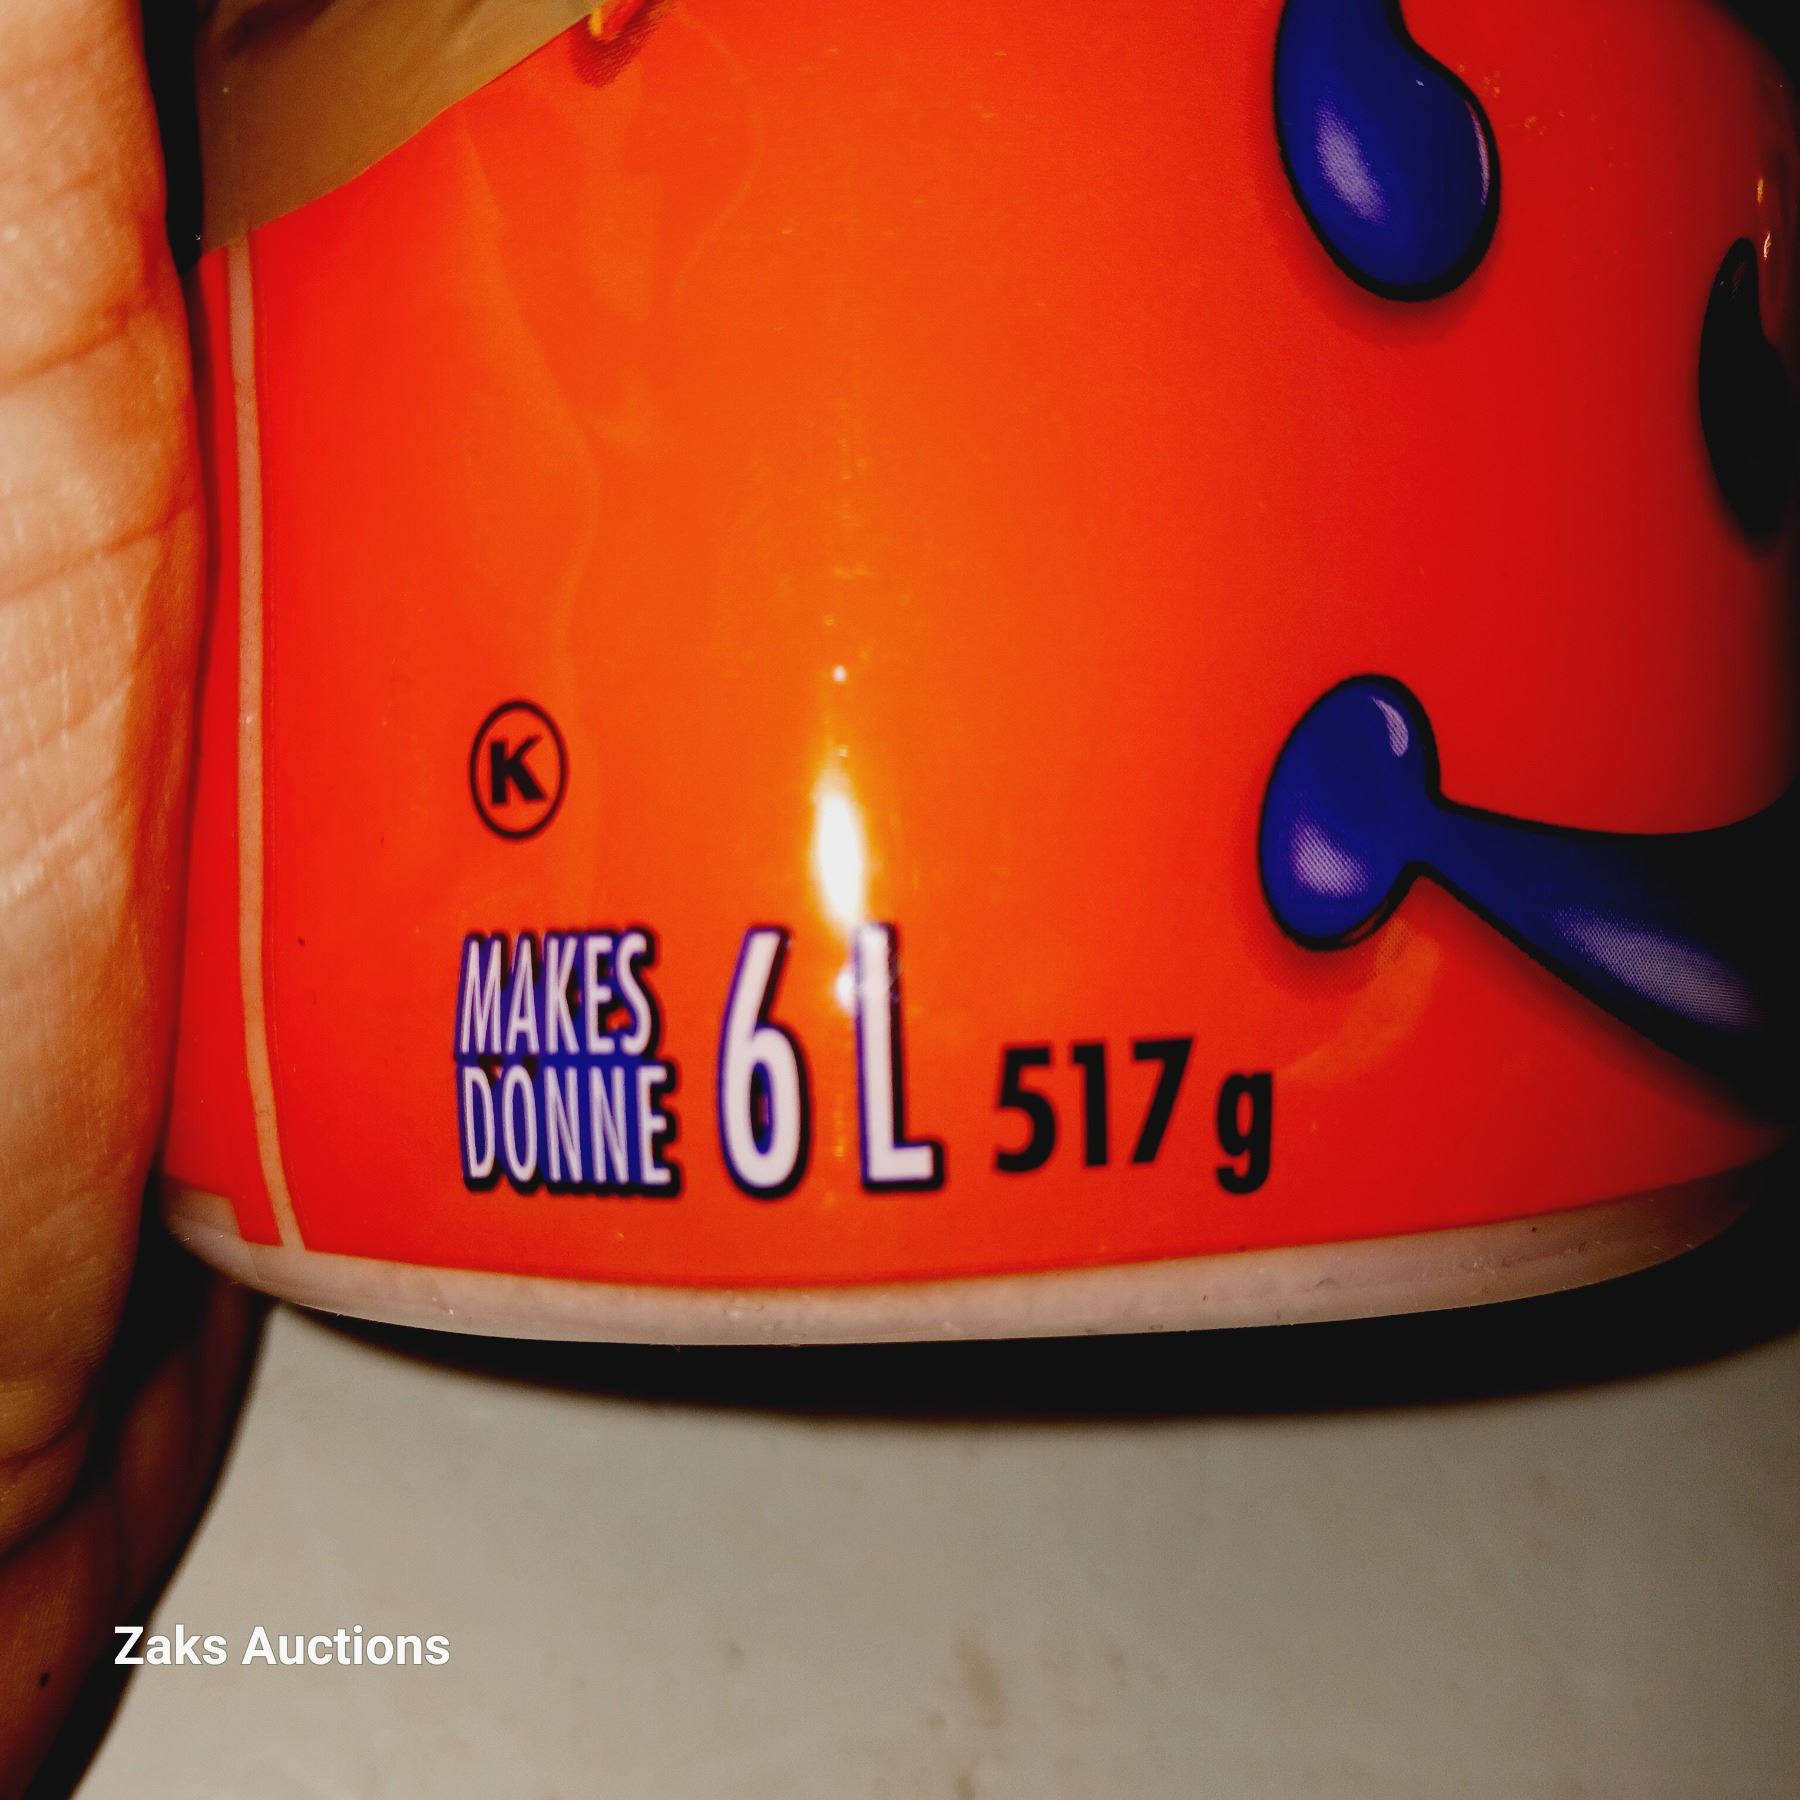 K
MAKES
DONNE
6 L 517 g
Zaks Auctions